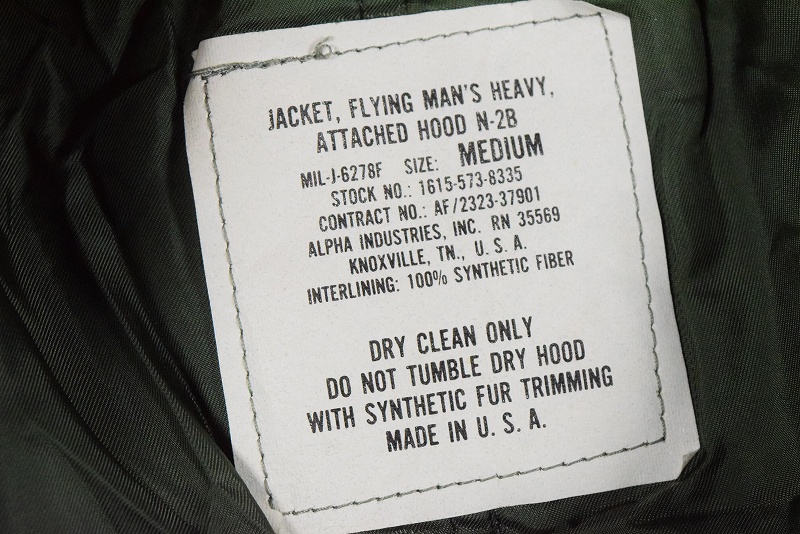 JACKET, FLYING MAN'S HEAVY,
ATTACHED HOOD N-2B
MIL-J-6278F SIZE: MEDIUM
STOCK NO.: 1615-573-8335
CONTRACT NO.: AF/2323-37901
ALPHA INDUSTRIES, INC. RN 35569
KNOXVILLE, TN., U. S. A.
INTERLINING: 100% SYNTHETIC FIBER
DRY CLEAN ONLY
DO NOT TUMBLE DRY HOOD
WITH SYNTHETIC FUR TRIMMING
MADE IN U. S. A.